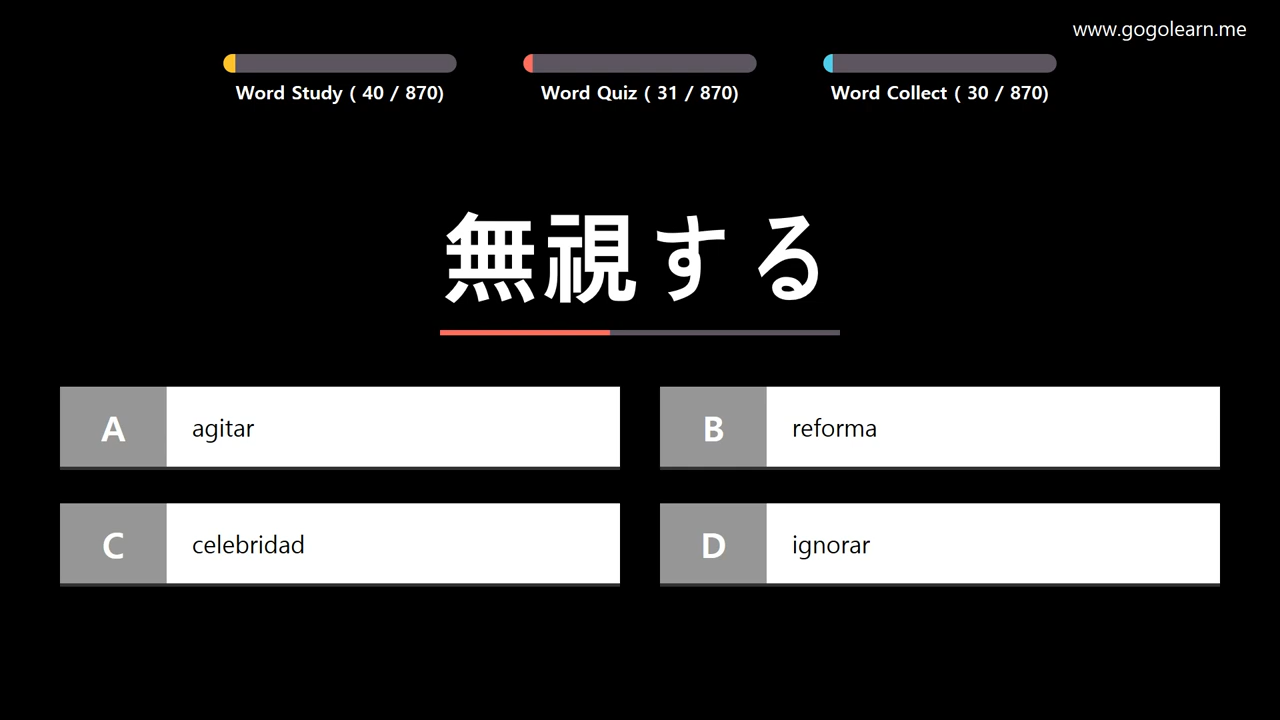 www.gogolearn.me
Word Study ( 40 / 870)
Word Quiz ( 31 / 870)
Word Collect ( 30 / 870)
無視する
A agitar
B reforma
C celebridad
D ignorar